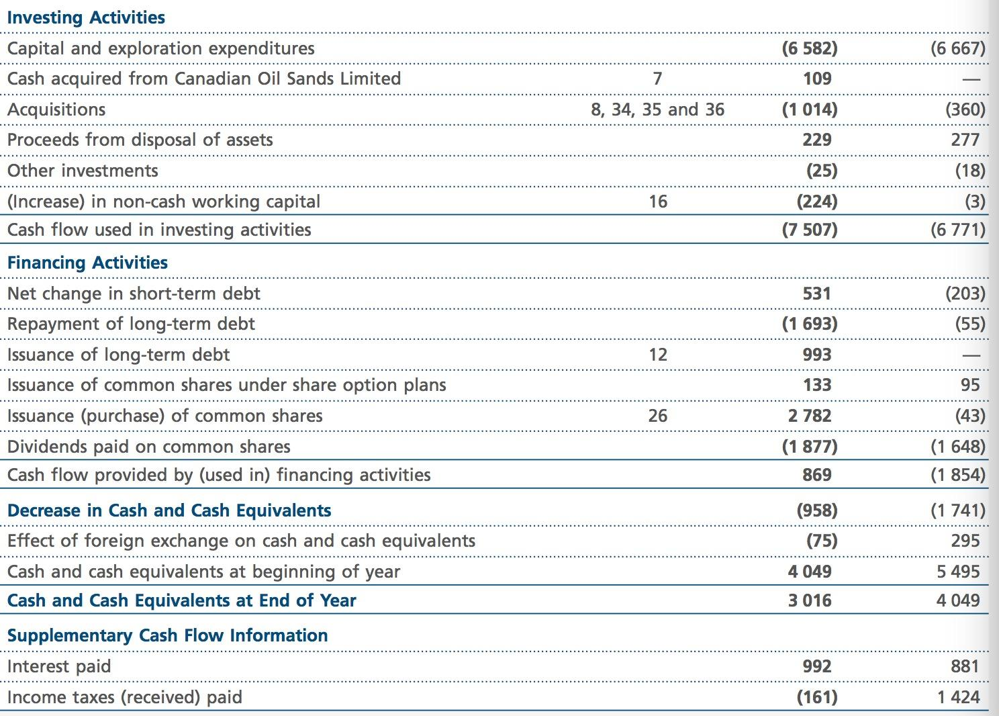 Investing Activities
Capital and exploration expenditures (6 582) (6 667)
Cash acquired from Canadian Oil Sands Limited 7 109 —
Acquisitions 8, 34, 35 and 36 (1 014) (360)
Proceeds from disposal of assets 229 277
Other investments (25) (18)
(Increase) in non-cash working capital 16 (224) (3)
Cash flow used in investing activities (7 507) (6 771)
Financing Activities
Net change in short-term debt 531 (203)
Repayment of long-term debt (1 693) (55)
Issuance of long-term debt 12 993 —
Issuance of common shares under share option plans 133 95
Issuance (purchase) of common shares 26 2 782 (43)
Dividends paid on common shares (1 877) (1 648)
Cash flow provided by (used in) financing activities 869 (1 854)
Decrease in Cash and Cash Equivalents (958) (1 741)
Effect of foreign exchange on cash and cash equivalents (75) 295
Cash and cash equivalents at beginning of year 4 049 5 495
Cash and Cash Equivalents at End of Year 3 016 4 049
Supplementary Cash Flow Information
Interest paid 992 881
Income taxes (received) paid (161) 1 424